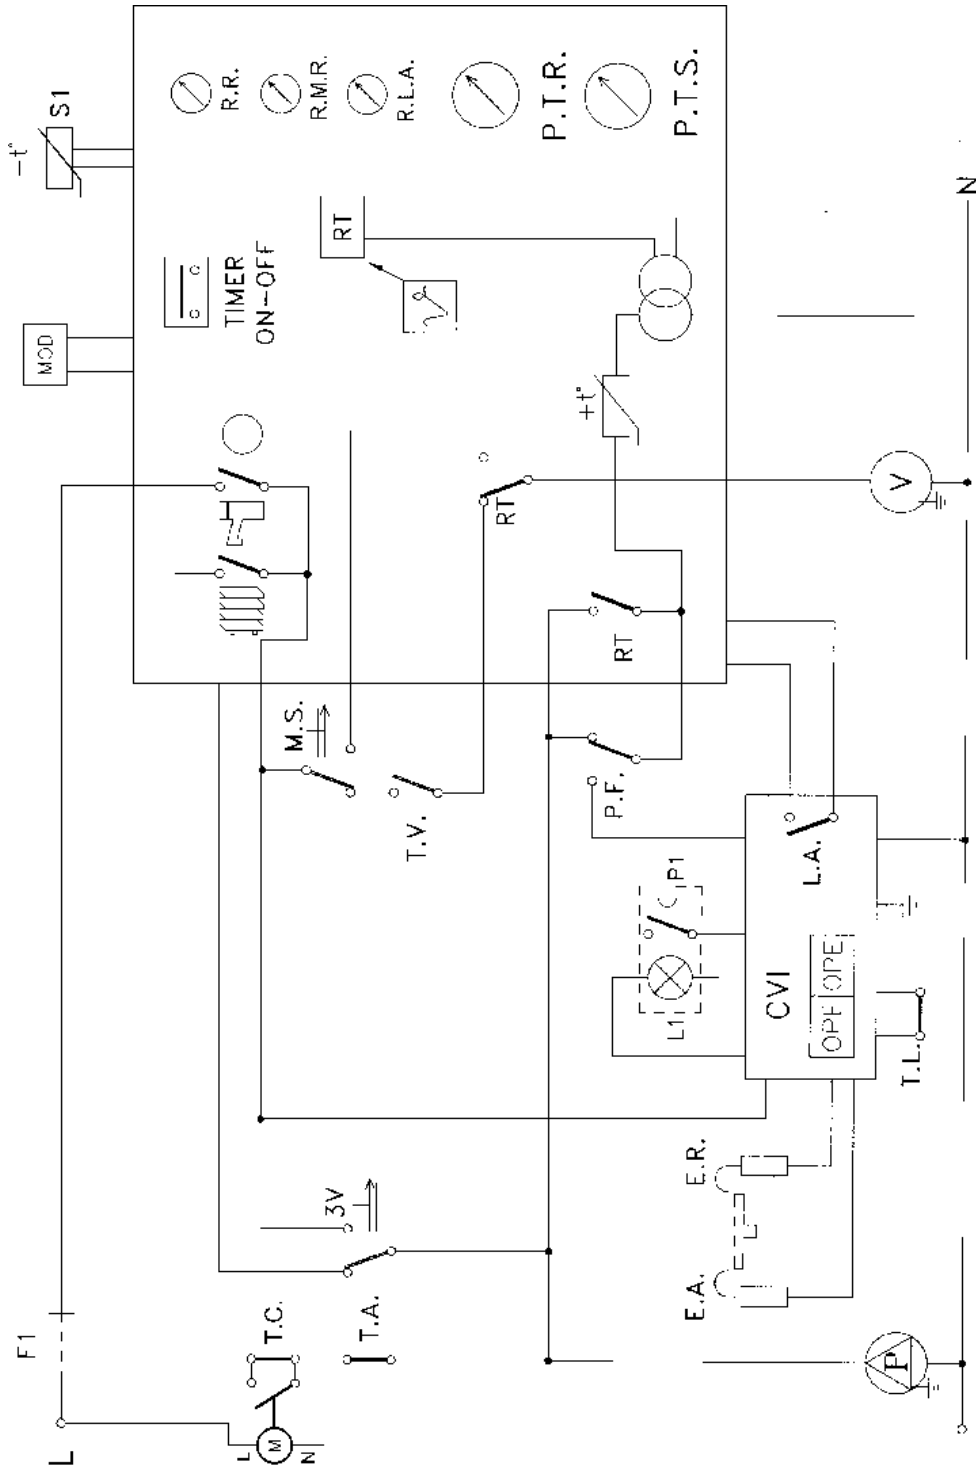 L
F1
L
M
N
T.C.
T.A.
3V
M.S.
T.V.
MOD
S1
-t°
TIMER
ON-OFF
RT
R.R.
R.M.R.
R.L.A.
P.T.R.
P.T.S.
RT
RT
+t°
P.F.
P1
L1
CVI
OPE OPE
L.A.
T.L.
E.R.
E.A.
P
V
N